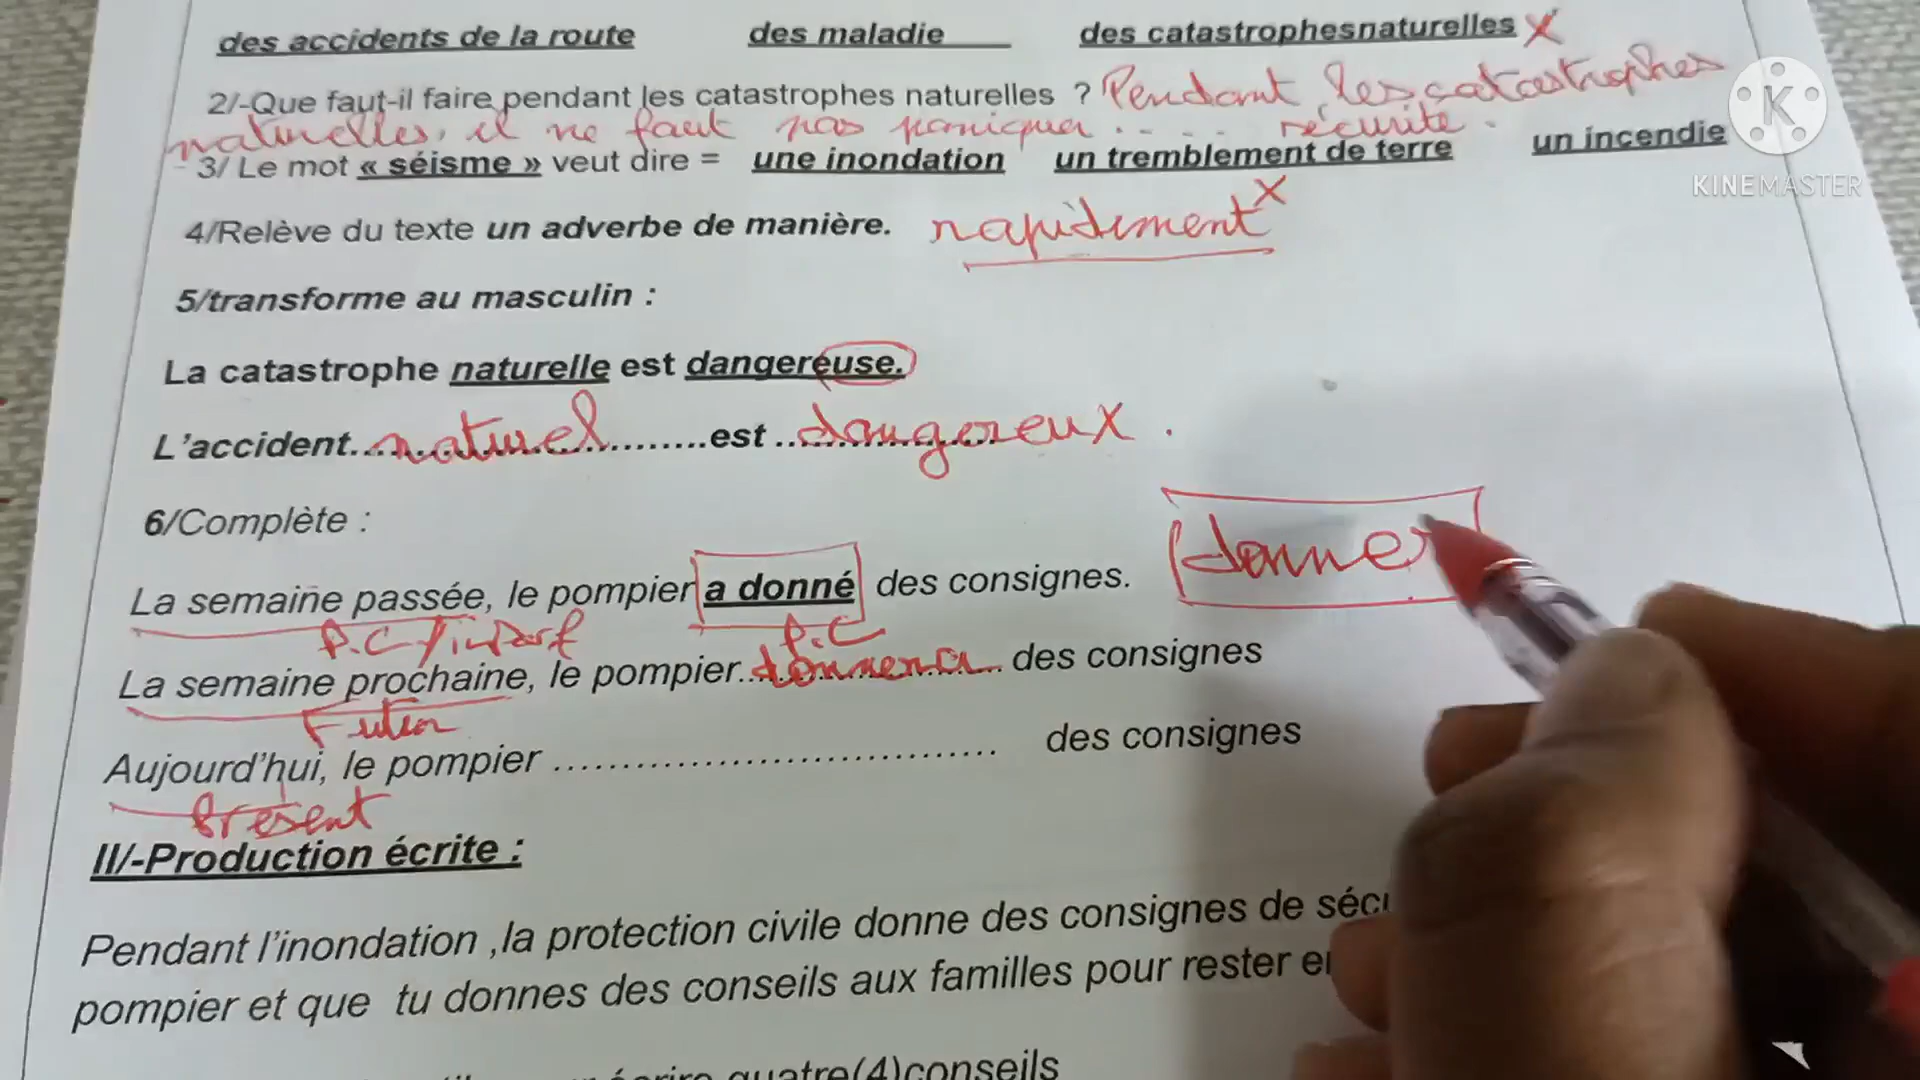 des accidents de la route des maladie____ des catastrophesnaturelles X
2/-Que faut-il faire pendant les catastrophes naturelles ? Pendant les catastrophes
naturelles, il ne faut pas paniquer ..... sécurité.
3/ Le mot « séisme » veut dire = une inondation un tremblement de terre un incendie
X
KINEMASTER
4/Relève du texte un adverbe de manière. rapidement
5/transforme au masculin :
La catastrophe naturelle est dangereuse.
L'accident...naturel.........est ...dangereux.
6/Complète :
La semaine passée, le pompier a donné des consignes. donner
P.C / imparf P.C
La semaine prochaine, le pompier..donnera... des consignes
Futur
Aujourd'hui, le pompier ................................ des consignes
Présent
II/-Production écrite :
Pendant l'inondation ,la protection civile donne des consignes de sécu
pompier et que tu donnes des conseils aux familles pour rester e
écrire quatre(4)conseils